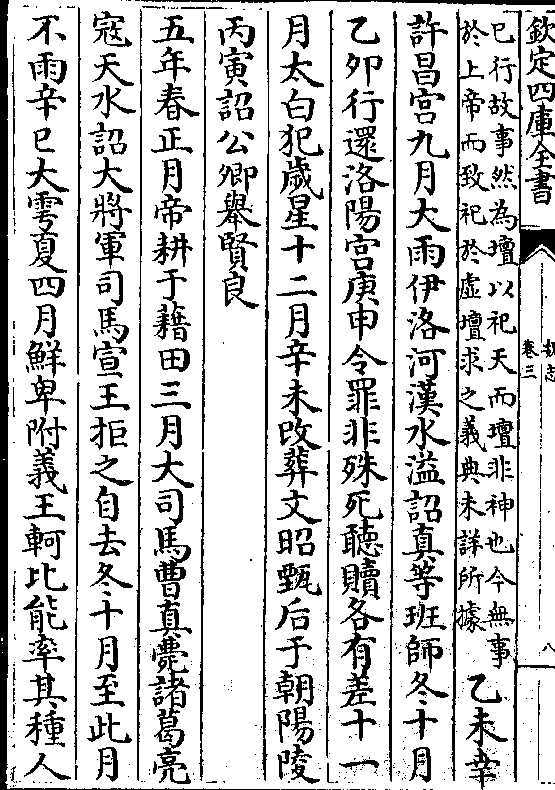 欽定四庫全書
魏志
卷三
八
已行故事然為壇以祀天而壇非神也今無事
於上帝而致祀於虛壇求之義典未詳所據
乙未幸
許昌宮九月大雨伊洛河漢水溢詔真等班師冬十月
乙卯行還洛陽宮庚申令罪非殊死聽贖各有差十一
月太白犯歲星十二月辛未改葬文昭甄后于朝陽陵
丙寅詔公卿舉賢良
五年春正月帝耕于藉田三月大司馬曹真薨諸葛亮
寇天水詔大將軍司馬宣王拒之自去冬十月至此月
不雨辛巳大雩夏四月鮮卑附義王軻比能率其種人